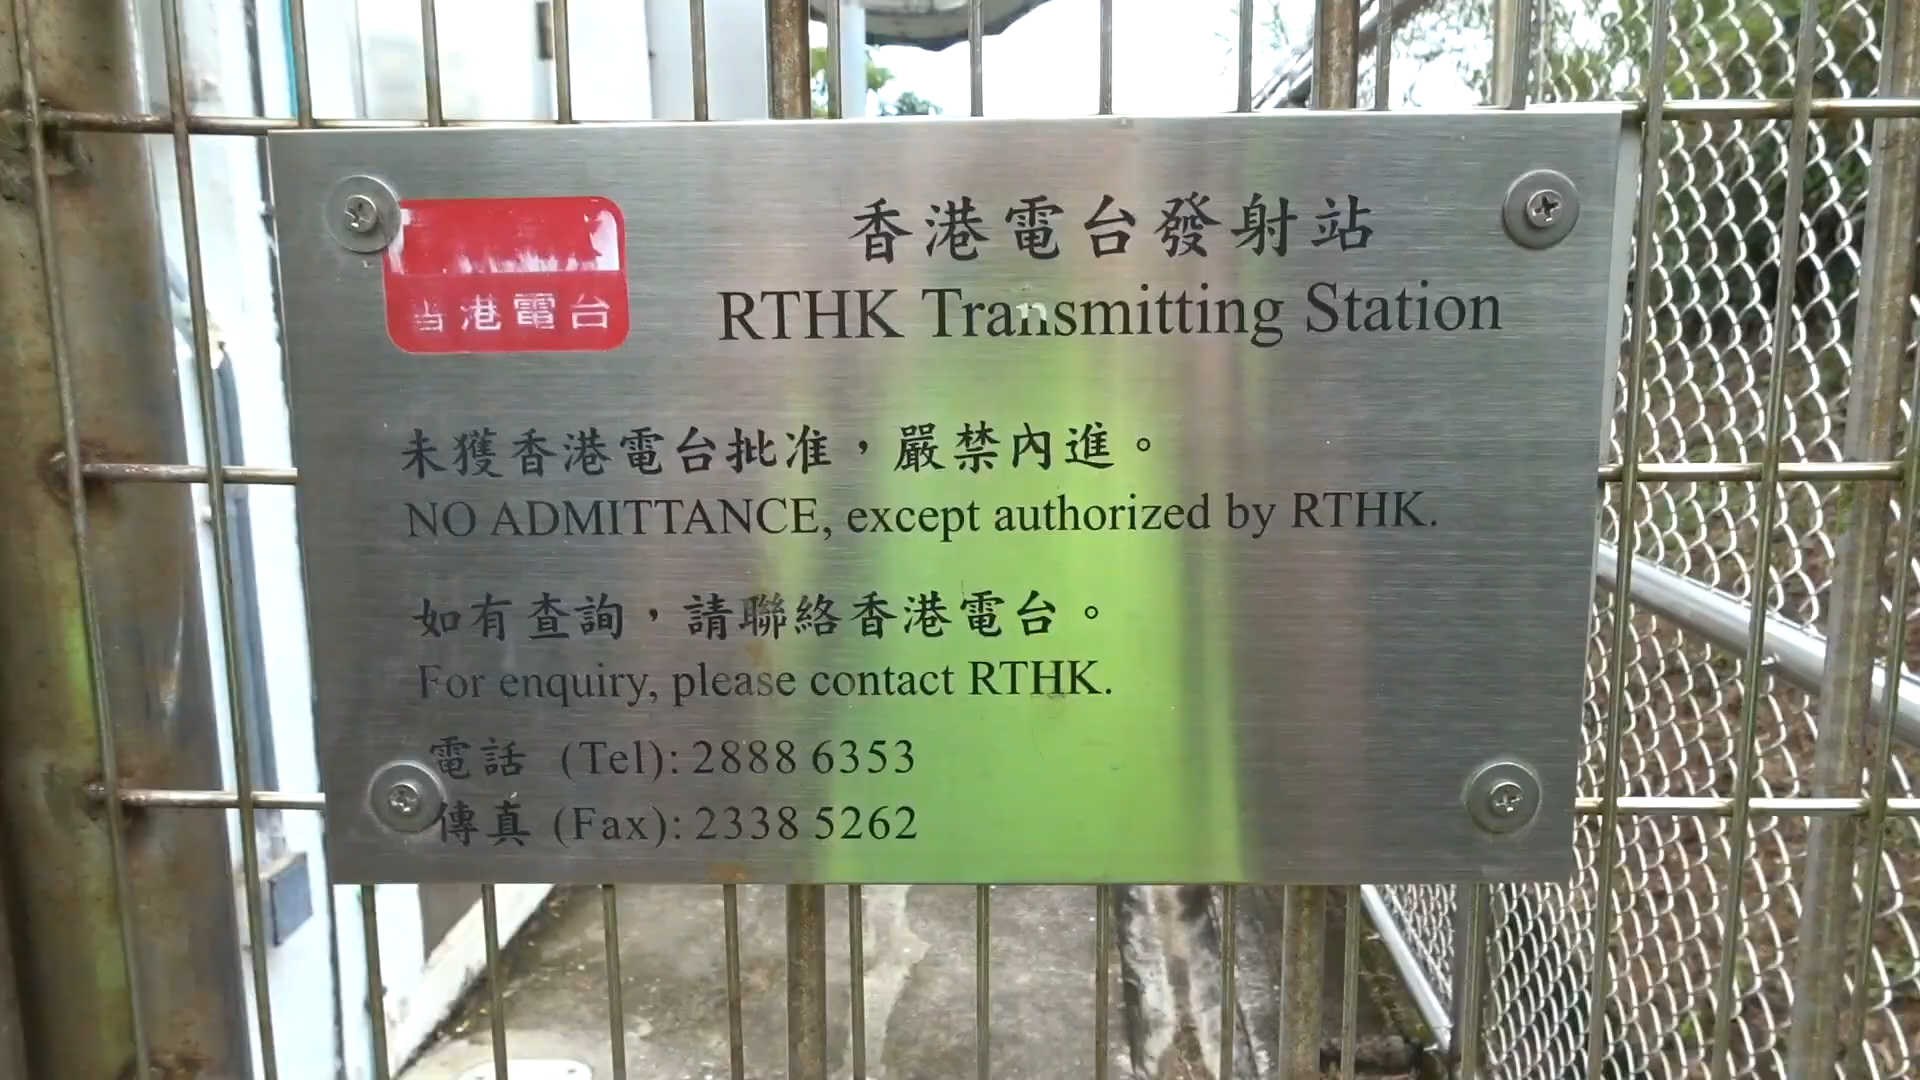 港電台
香港電台發射站
RTHK Transmitting Station
未獲香港電台批准，嚴禁內進。
NO ADMITTANCE, except authorized by RTHK.
如有查詢，請聯絡香港電台。
For enquiry, please contact RTHK.
電話 (Tel): 2888 6353
傳真 (Fax): 2338 5262